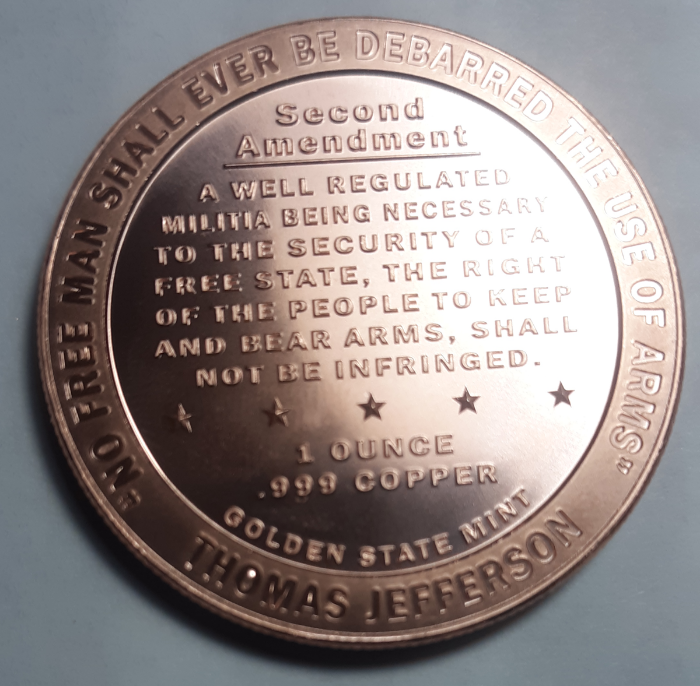 "NO FREE MAN SHALL EVER BE DEBARRED THE USE OF ARMS"
Second
Amendment
A WELL REGULATED
MILITIA BEING NECESSARY
TO THE SECURITY OF A
FREE STATE, THE RIGHT
OF THE PEOPLE TO KEEP
AND BEAR ARMS, SHALL
NOT BE INFRINGED.
1 OUNCE
.999 COPPER
GOLDEN STATE MINT
THOMAS JEFFERSON